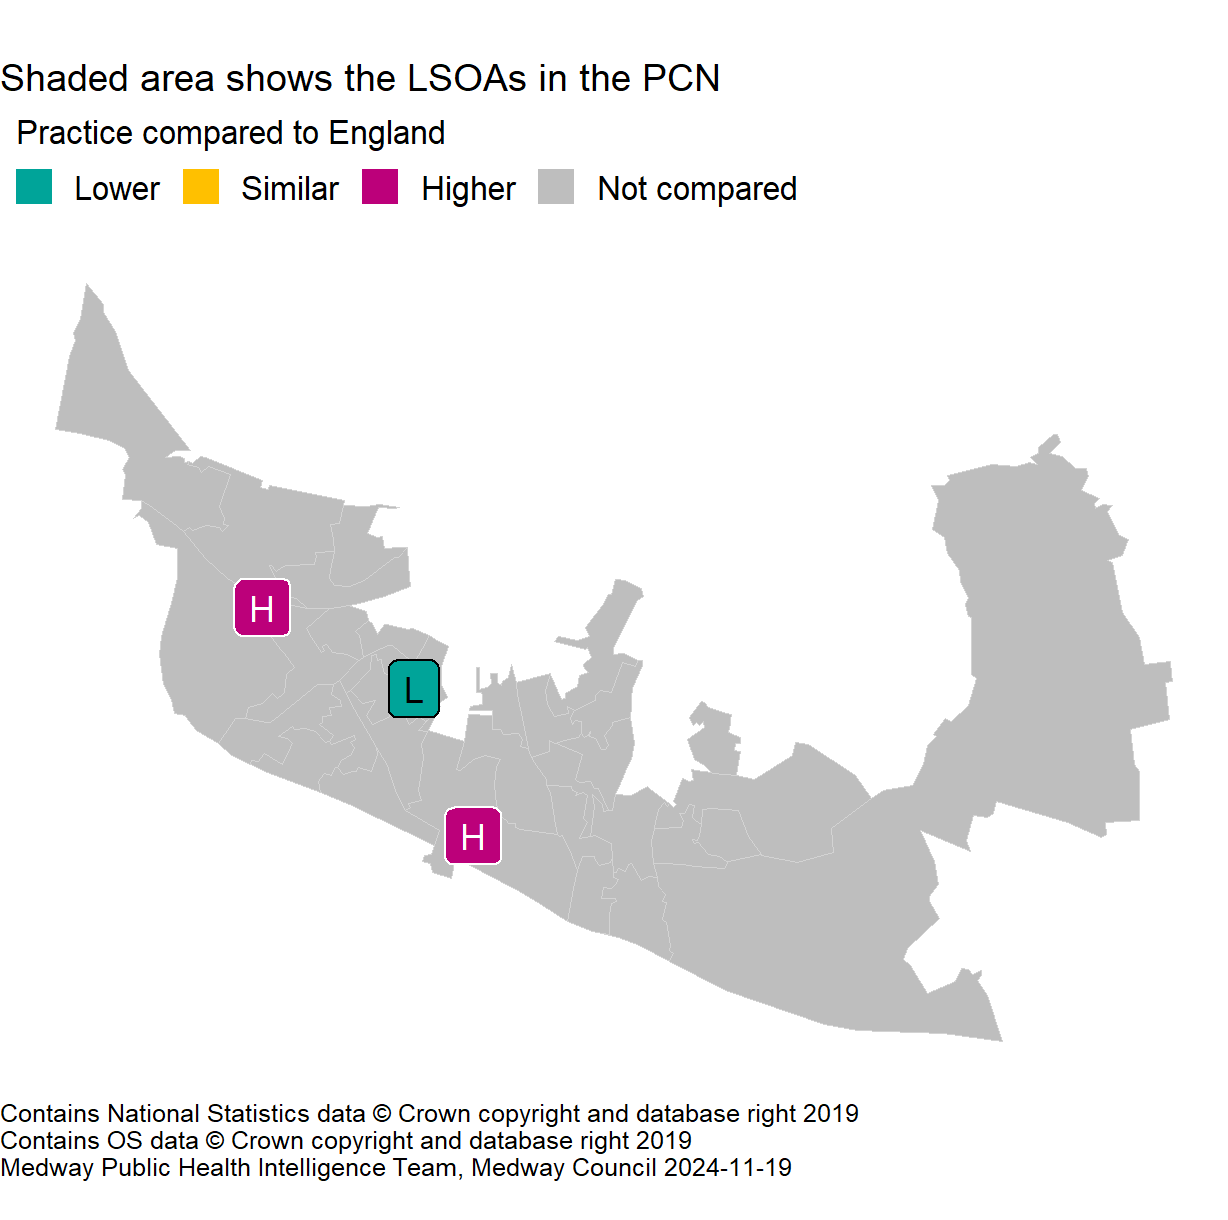 Shaded area shows the LSOAs in the PCN
Practice compared to England
Lower Similar Higher Not compared
H
L
H
Contains National Statistics data © Crown copyright and database right 2019
Contains OS data © Crown copyright and database right 2019
Medway Public Health Intelligence Team, Medway Council 2024-11-19